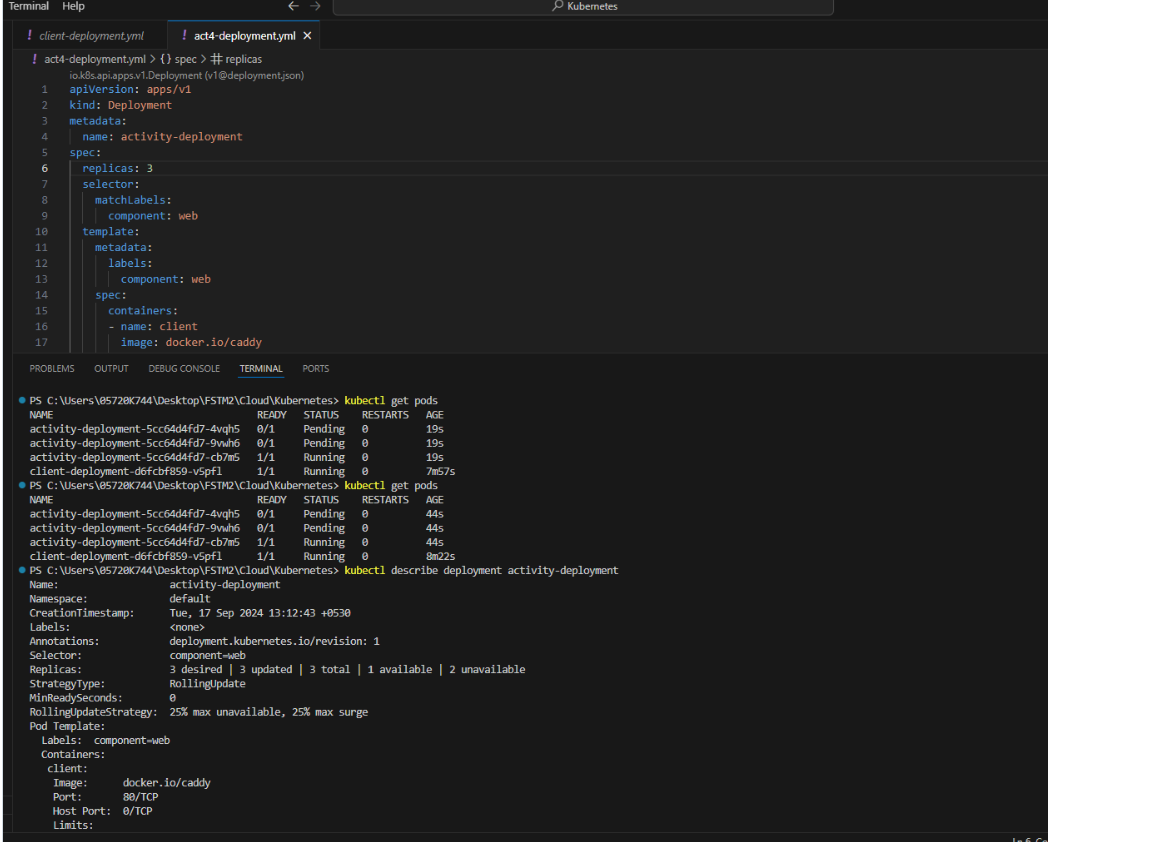 Terminal Help ← → Kubernetes
! client-deployment.yml ! act4-deployment.yml ×
! act4-deployment.yml > {} spec > # replicas
io.k8s.api.apps.v1.Deployment (v1@deployment.json)
1 apiVersion: apps/v1
2 kind: Deployment
3 metadata:
4 name: activity-deployment
5 spec:
6 replicas: 3
7 selector:
8 matchLabels:
9 component: web
10 template:
11 metadata:
12 labels:
13 component: web
14 spec:
15 containers:
16 - name: client
17 image: docker.io/caddy
PROBLEMS OUTPUT DEBUG CONSOLE TERMINAL PORTS
PS C:\Users\05720K744\Desktop\FSTM2\Cloud\Kubernetes> kubectl get pods
NAME READY STATUS RESTARTS AGE
activity-deployment-5cc64d4fd7-4vqh5 0/1 Pending 0 19s
activity-deployment-5cc64d4fd7-9vwh6 0/1 Pending 0 19s
activity-deployment-5cc64d4fd7-cb7m5 1/1 Running 0 19s
client-deployment-d6fcbf859-v5pfl 1/1 Running 0 7m57s
PS C:\Users\05720K744\Desktop\FSTM2\Cloud\Kubernetes> kubectl get pods
NAME READY STATUS RESTARTS AGE
activity-deployment-5cc64d4fd7-4vqh5 0/1 Pending 0 44s
activity-deployment-5cc64d4fd7-9vwh6 0/1 Pending 0 44s
activity-deployment-5cc64d4fd7-cb7m5 1/1 Running 0 44s
client-deployment-d6fcbf859-v5pfl 1/1 Running 0 8m22s
PS C:\Users\05720K744\Desktop\FSTM2\Cloud\Kubernetes> kubectl describe deployment activity-deployment
Name: activity-deployment
Namespace: default
CreationTimestamp: Tue, 17 Sep 2024 13:12:43 +0530
Labels: <none>
Annotations: deployment.kubernetes.io/revision: 1
Selector: component=web
Replicas: 3 desired | 3 updated | 3 total | 1 available | 2 unavailable
StrategyType: RollingUpdate
MinReadySeconds: 0
RollingUpdateStrategy: 25% max unavailable, 25% max surge
Pod Template:
Labels: component=web
Containers:
client:
Image: docker.io/caddy
Port: 80/TCP
Host Port: 0/TCP
Limits: